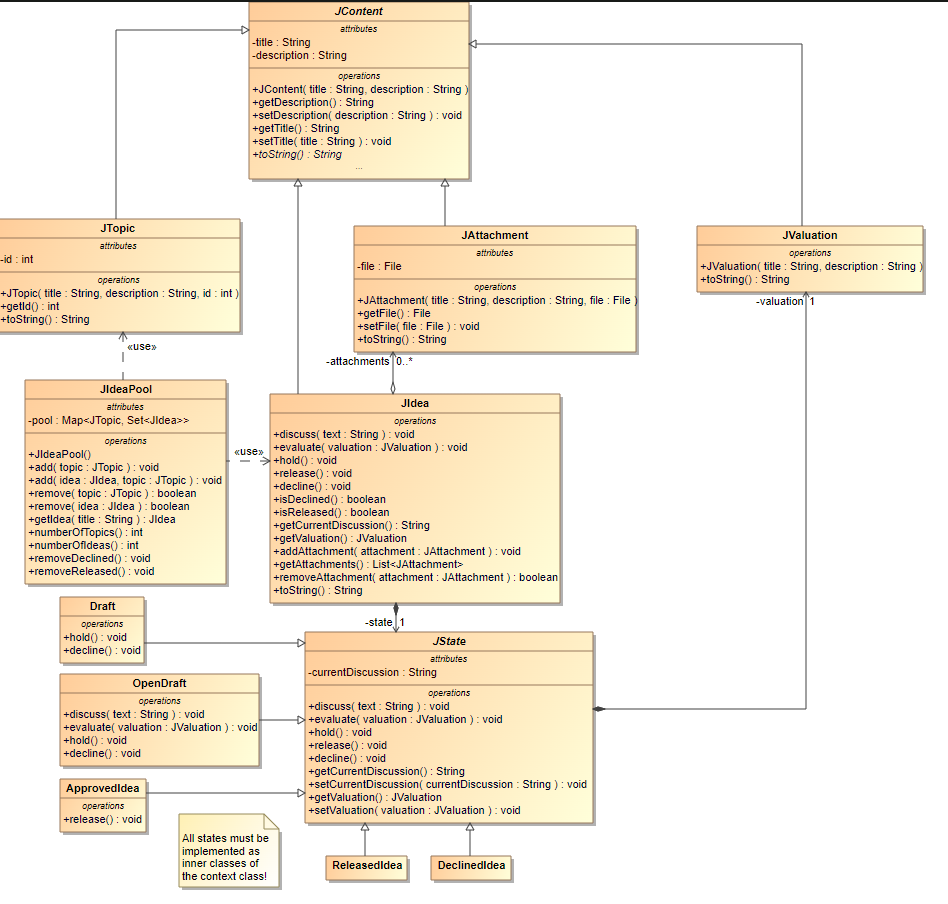 JContent
attributes
-title : String
-description : String
operations
+JContent( title : String, description : String )
+getDescription() : String
+setDescription( description : String ) : void
+getTitle() : String
+setTitle( title : String ) : void
+toString() : String
...
JTopic
attributes
-id : int
operations
+JTopic( title : String, description : String, id : int )
+getId() : int
+toString() : String
JAttachment
attributes
-file : File
operations
+JAttachment( title : String, description : String, file : File )
+getFile() : File
+setFile( file : File ) : void
+toString() : String
JValuation
operations
+JValuation( title : String, description : String )
+toString() : String
-valuation 1
«use»
-attachments 0..*
JIdeaPool
attributes
-pool : Map<JTopic, Set<JIdea>>
operations
+JIdeaPool()
+add( topic : JTopic ) : void
+add( idea : JIdea, topic : JTopic ) : void
+remove( topic : JTopic ) : boolean
+remove( idea : JIdea ) : boolean
+getIdea( title : String ) : JIdea
+numberOfTopics() : int
+numberOfIdeas() : int
+removeDeclined() : void
+removeReleased() : void
«use»
JIdea
operations
+discuss( text : String ) : void
+evaluate( valuation : JValuation ) : void
+hold() : void
+release() : void
+decline() : void
+isDeclined() : boolean
+isReleased() : boolean
+getCurrentDiscussion() : String
+getValuation() : JValuation
+addAttachment( attachment : JAttachment ) : void
+getAttachments() : List<JAttachment>
+removeAttachment( attachment : JAttachment ) : boolean
+toString() : String
-state 1
Draft
operations
+hold() : void
+decline() : void
OpenDraft
operations
+discuss( text : String ) : void
+evaluate( valuation : JValuation ) : void
+hold() : void
+decline() : void
ApprovedIdea
operations
+release() : void
JState
attributes
-currentDiscussion : String
operations
+discuss( text : String ) : void
+evaluate( valuation : JValuation ) : void
+hold() : void
+release() : void
+decline() : void
+getCurrentDiscussion() : String
+setCurrentDiscussion( currentDiscussion : String ) : void
+getValuation() : JValuation
+setValuation( valuation : JValuation ) : void
All states must be
implemented as
inner classes of
the context class!
ReleasedIdea
DeclinedIdea